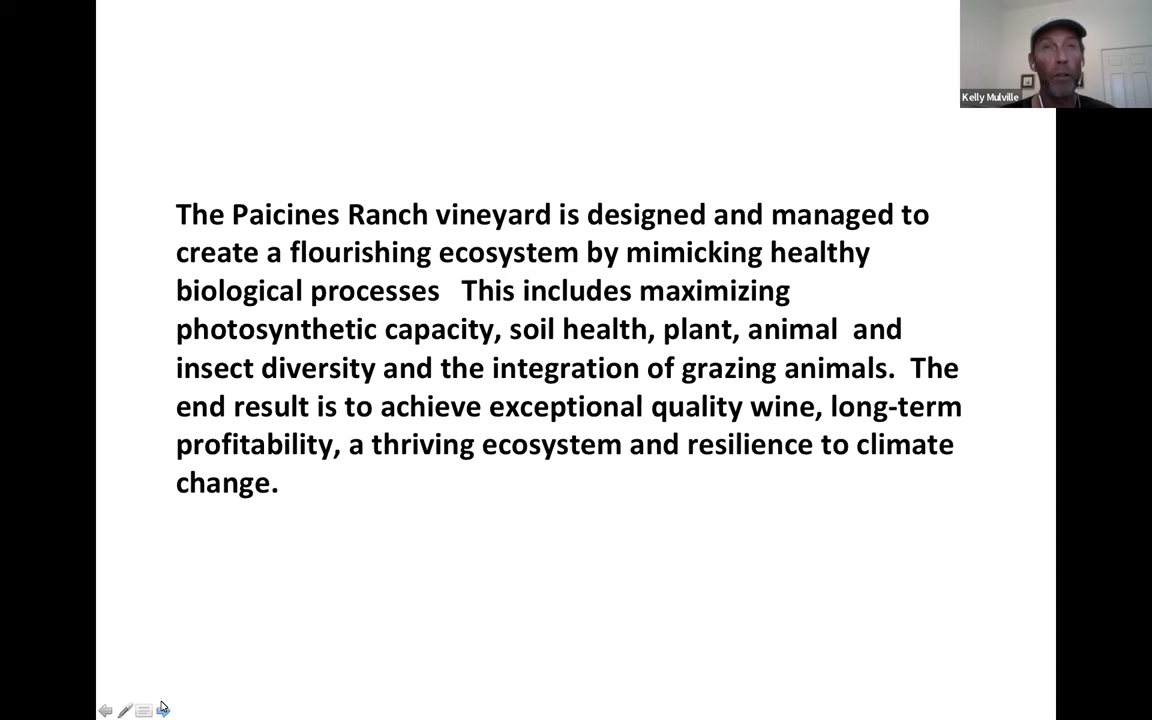 Kelly Mulville
The Paicines Ranch vineyard is designed and managed to
create a flourishing ecosystem by mimicking healthy
biological processes   This includes maximizing
photosynthetic capacity, soil health, plant, animal  and
insect diversity and the integration of grazing animals.  The
end result is to achieve exceptional quality wine, long-term
profitability, a thriving ecosystem and resilience to climate
change.